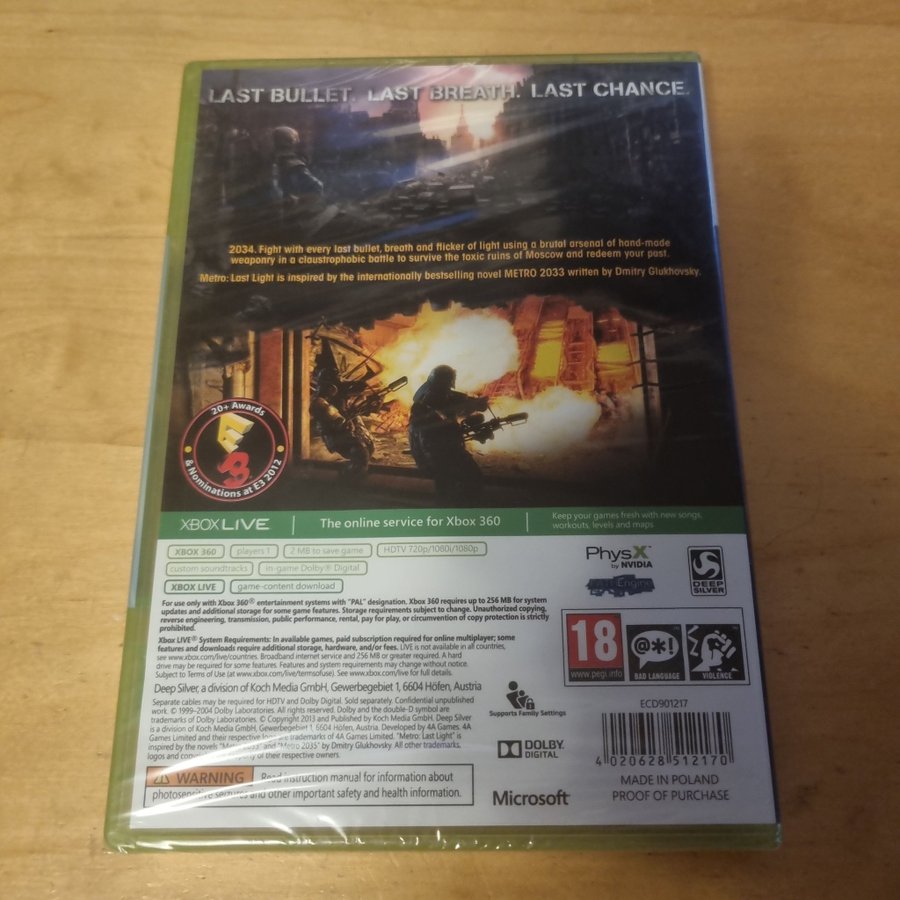 LAST BULLET. LAST BREATH. LAST CHANCE.
2034. Fight with every last bullet, breath and flicker of light using a brutal arsenal of hand-made
weaponry in a claustrophobic battle to survive the toxic ruins of Moscow and redeem your past.
Metro: Last Light is inspired by the internationally bestselling novel METRO 2033 written by Dmitry Glukhovsky.
20+ Awards
E3
& Nominations at E3 2012
XBOX LIVE
The online service for Xbox 360
Keep your games fresh with new songs,
workouts, levels and maps
XBOX 360 players 1 2 MB to save game HDTV 720p/1080i/1080p
custom soundtracks in-game Dolby® Digital
XBOX LIVE game-content download
PhysX
by NVIDIA
Engine
DEEP
SILVER
For use only with Xbox 360® entertainment systems with "PAL" designation. Xbox 360 requires up to 256 MB for system
updates and additional storage for some game features. Storage requirements subject to change. Unauthorized copying,
reverse engineering, transmission, public performance, rental, pay for play, or circumvention of copy protection is strictly
prohibited.
Xbox LIVE® System Requirements: In available games, paid subscription required for online multiplayer; some
features and downloads require additional storage, hardware, and/or fees. LIVE is not available in all countries,
see www.xbox.com/live/countries. Broadband internet service and 256 MB or greater required. A hard
drive may be required for some features. Features and system requirements may change without notice.
Subject to Terms of Use (at www.xbox.com/live/termsofuse). See www.xbox.com/live for full details.
18
www.pegi.info
@*!
BAD LANGUAGE
VIOLENCE
Deep Silver, a division of Koch Media GmbH, Gewerbegebiet 1, 6604 Höfen, Austria
Separate cables may be required for HDTV and Dolby Digital. Sold separately. Confidential unpublished
work. © 1999–2004 Dolby Laboratories. All rights reserved. Dolby and the double-D symbol are
trademarks of Dolby Laboratories. © Copyright 2013 and Published by Koch Media GmbH. Deep Silver
is a division of Koch Media GmbH, Gewerbegebiet 1, 6604 Höfen, Austria. Developed by 4A Games. 4A
Games Limited and their respective logo are trademarks of 4A Games Limited. "Metro: Last Light" is
inspired by the novels "Metro 2033" and "Metro 2035" by Dmitry Glukhovsky. All other trademarks,
logos and copyrights are property of their respective owners.
Supports Family Settings
DOLBY
DIGITAL
Microsoft
ECD901217
4 020628 512170
MADE IN POLAND
PROOF OF PURCHASE
WARNING Read instruction manual for information about
photosensitive seizures and other important safety and health information.